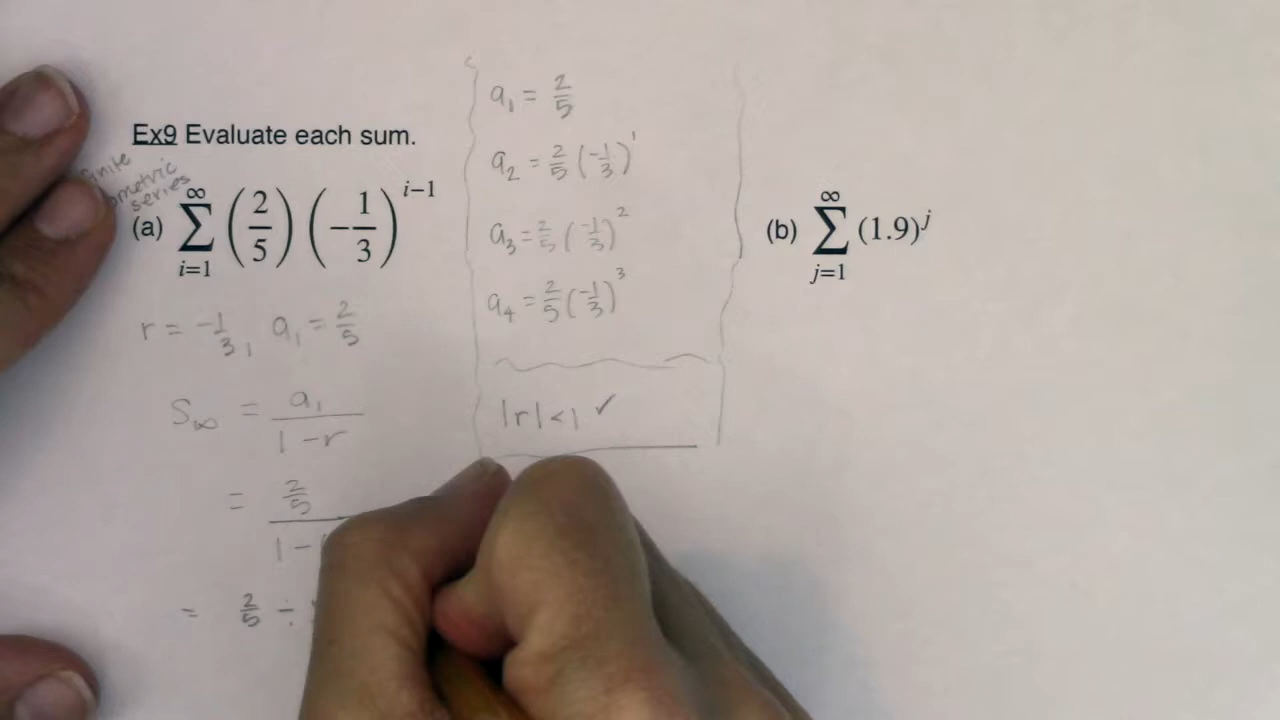 Ex9 Evaluate each sum.
series
(a) ∑_{i=1}^{∞} (2/5)(-1/3)^{i-1}
r = -1/3, a₁ = 2/5
S∞ = a₁/(1-r)
= 2/5
1-
= 2/5 ÷
a₁ = 2/5
a₂ = 2/5(-1/3)^1
a₃ = 2/5(-1/3)^2
a₄ = 2/5(-1/3)^3
|r|<1 ✓
(b) ∑_{j=1}^{∞} (1.9)^j